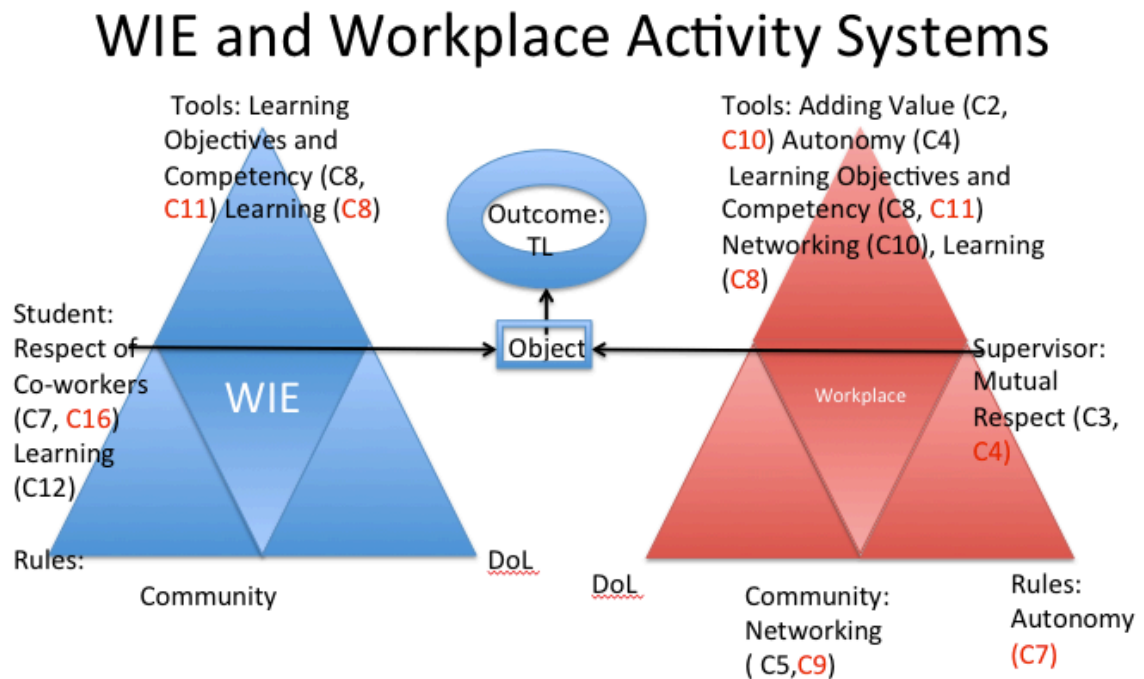 WIE and Workplace Activity Systems
Tools: Learning
Objectives and
Competency (C8,
C11) Learning (C8)
Tools: Adding Value (C2,
C10) Autonomy (C4)
Learning Objectives and
Competency (C8, C11)
Networking (C10), Learning
(C8)
Outcome:
TL
Object
Student:
Respect of
Co-workers
(C7, C16)
Learning
(C12)
WIE
Workplace
Supervisor:
Mutual
Respect (C3,
C4)
Rules:
Community
DoL
DoL
Community:
Networking
( C5,C9)
Rules:
Autonomy
(C7)